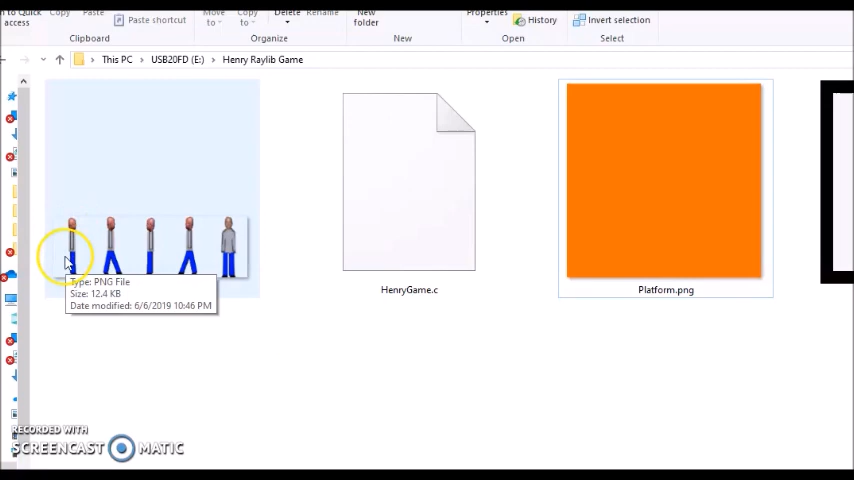 n to Quick Copy Paste Move Copy Delete Rename New Properties History Invert selection
access Paste shortcut to to folder
Clipboard Organize New Open Select
This PC USB20FD (E:) Henry Raylib Game
Type: PNG File
Size: 12.4 KB
Date modified: 6/6/2019 10:46 PM
HenryGame.c
Platform.png
RECORDED WITH
SCREENCAST MATIC